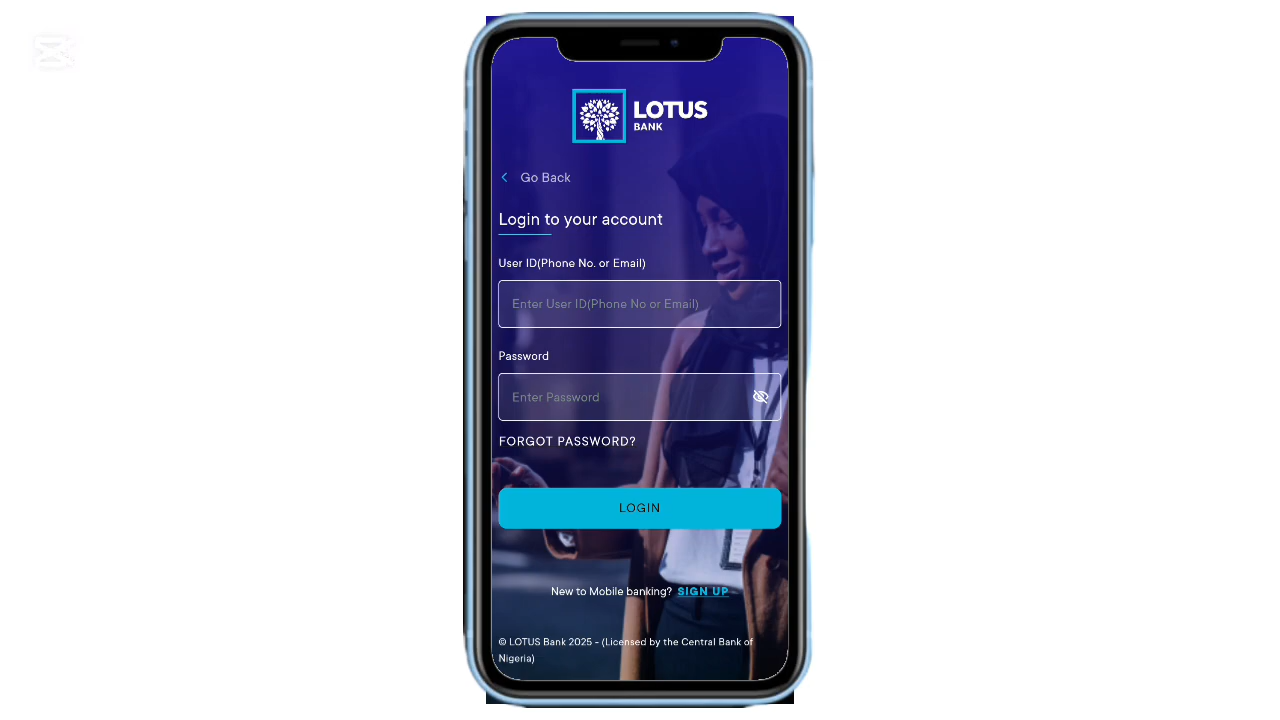 LOTUS
BANK
Go Back
Login to your account
User ID(Phone No. or Email)
Enter User ID(Phone No or Email)
Password
Enter Password
FORGOT PASSWORD?
LOGIN
New to Mobile banking? SIGN UP
© LOTUS Bank 2025 - (Licensed by the Central Bank of
Nigeria)